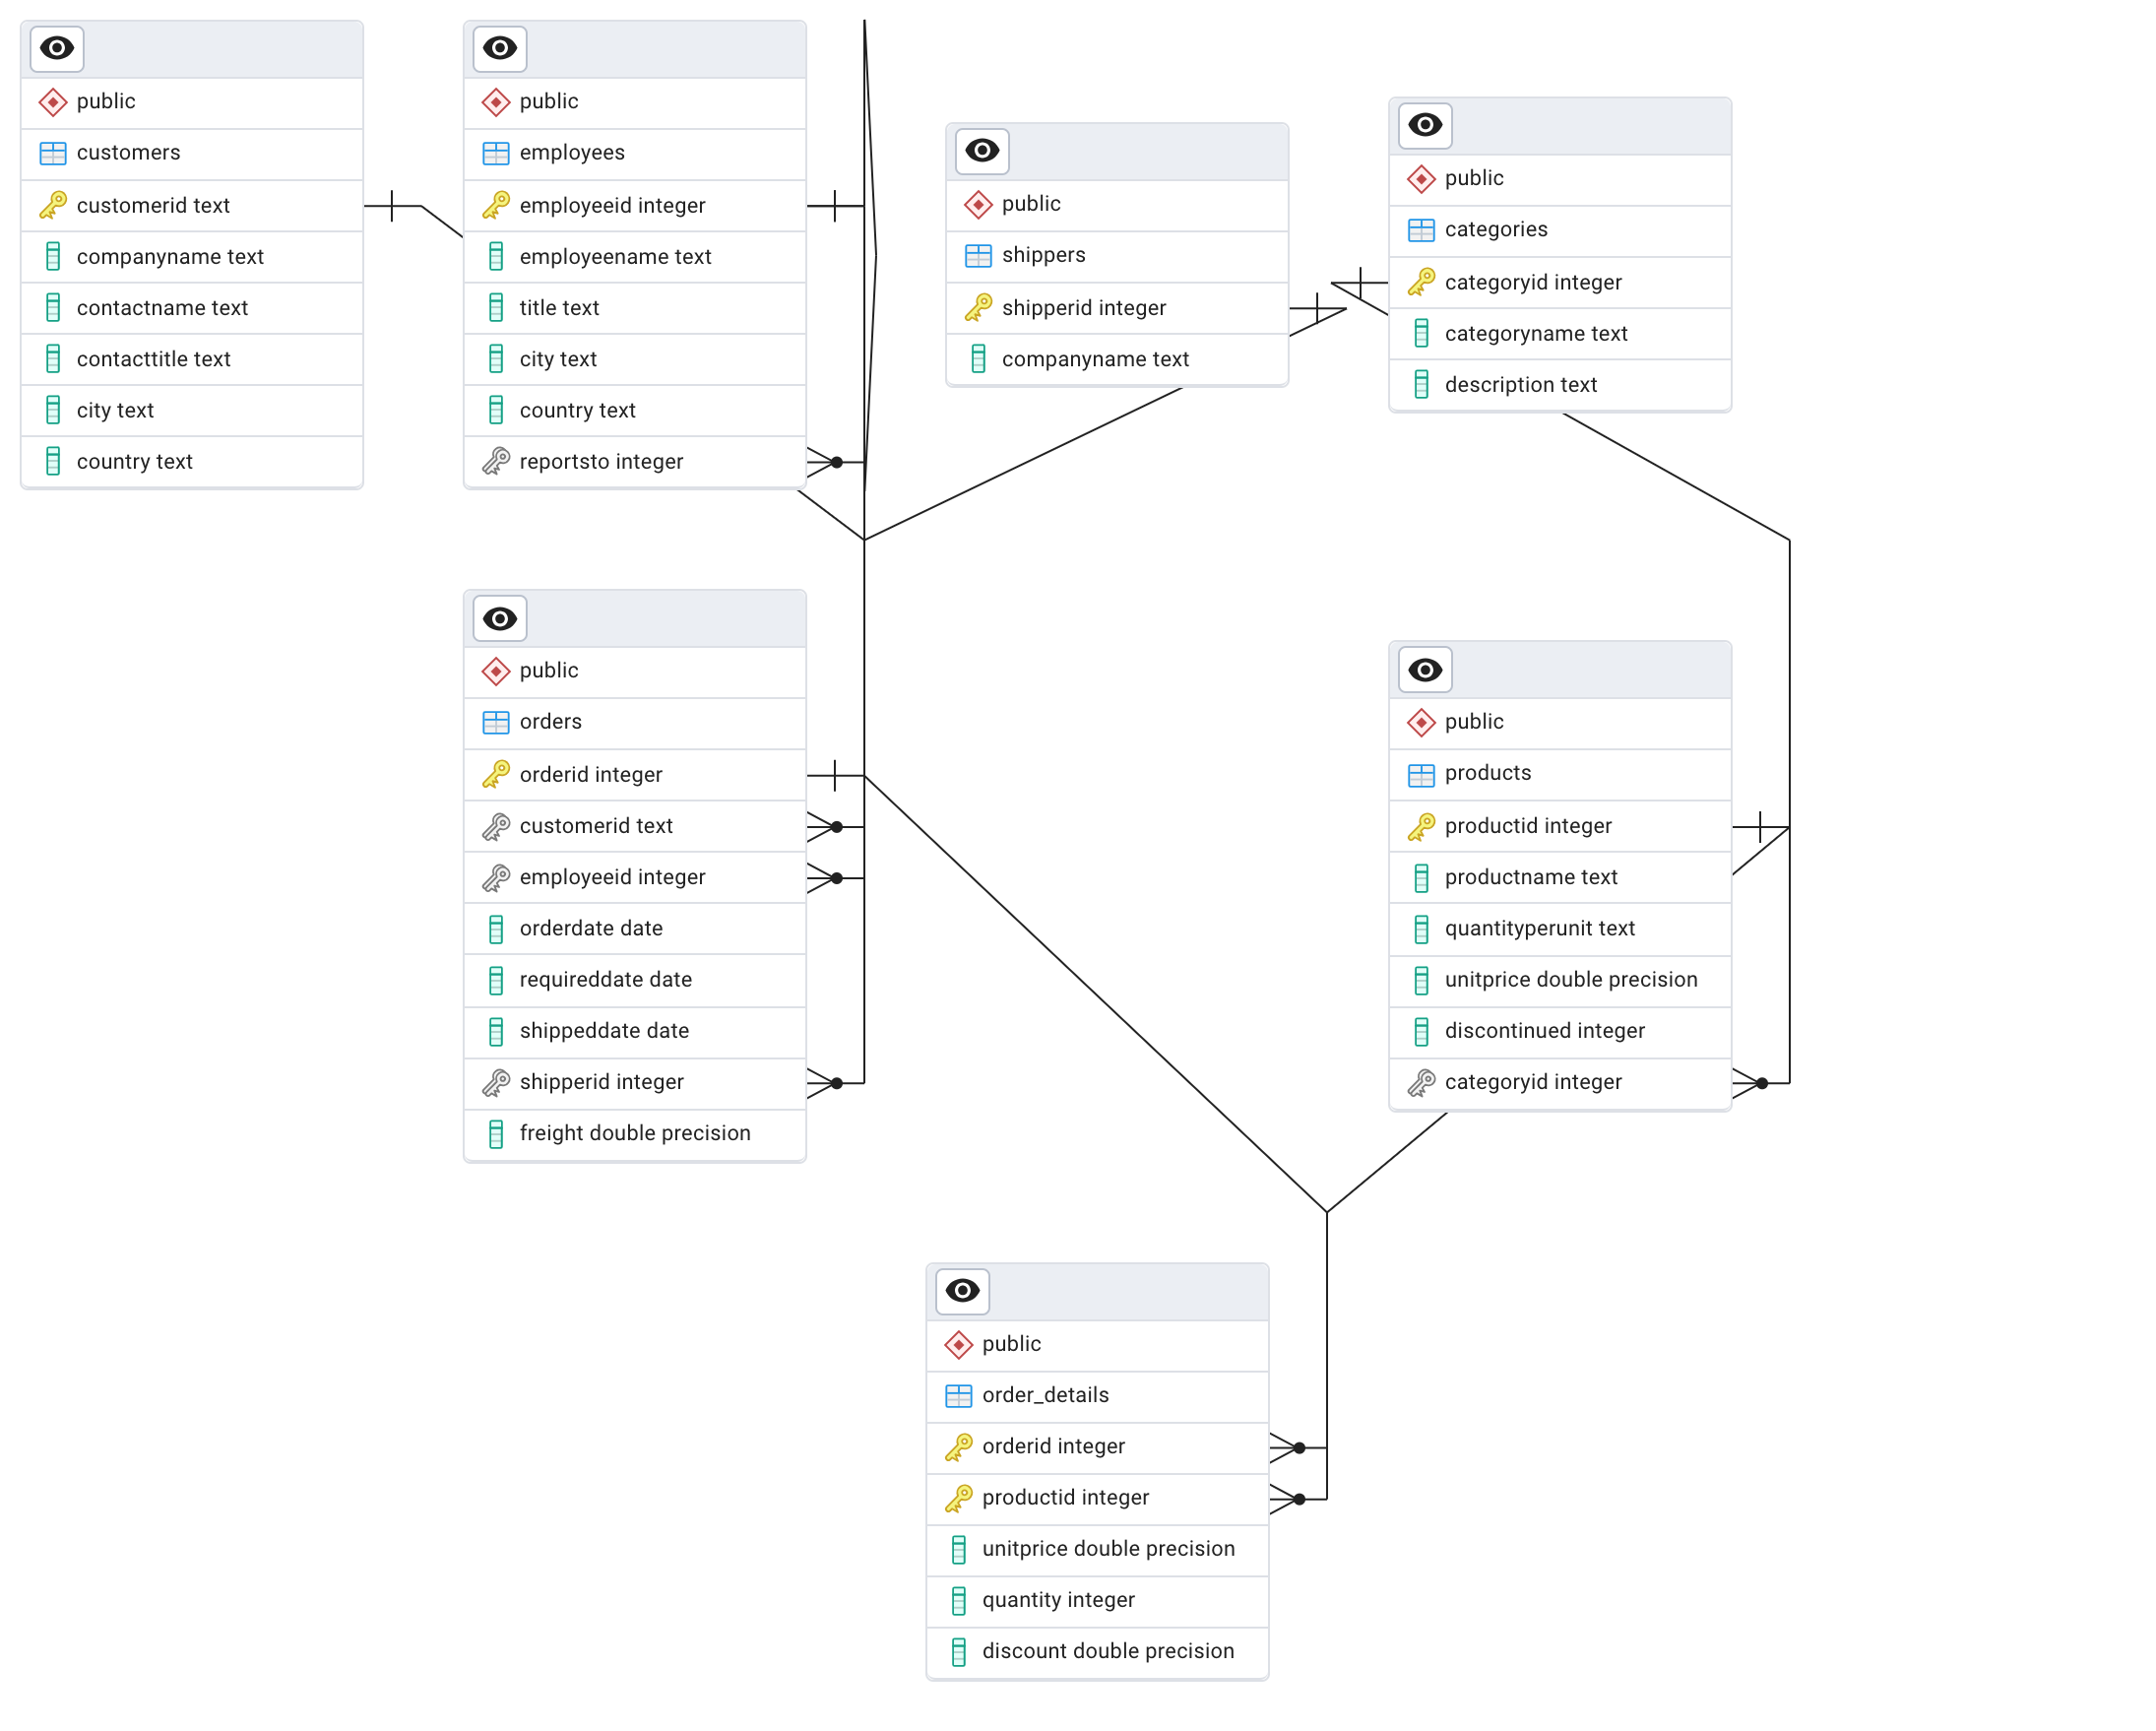 public
customers
customerid text
companyname text
contactname text
contacttitle text
city text
country text
public
employees
employeeid integer
employeename text
title text
city text
country text
reportsto integer
public
shippers
shipperid integer
companyname text
public
categories
categoryid integer
categoryname text
description text
public
orders
orderid integer
customerid text
employeeid integer
orderdate date
requireddate date
shippeddate date
shipperid integer
freight double precision
public
products
productid integer
productname text
quantityperunit text
unitprice double precision
discontinued integer
categoryid integer
public
order_details
orderid integer
productid integer
unitprice double precision
quantity integer
discount double precision